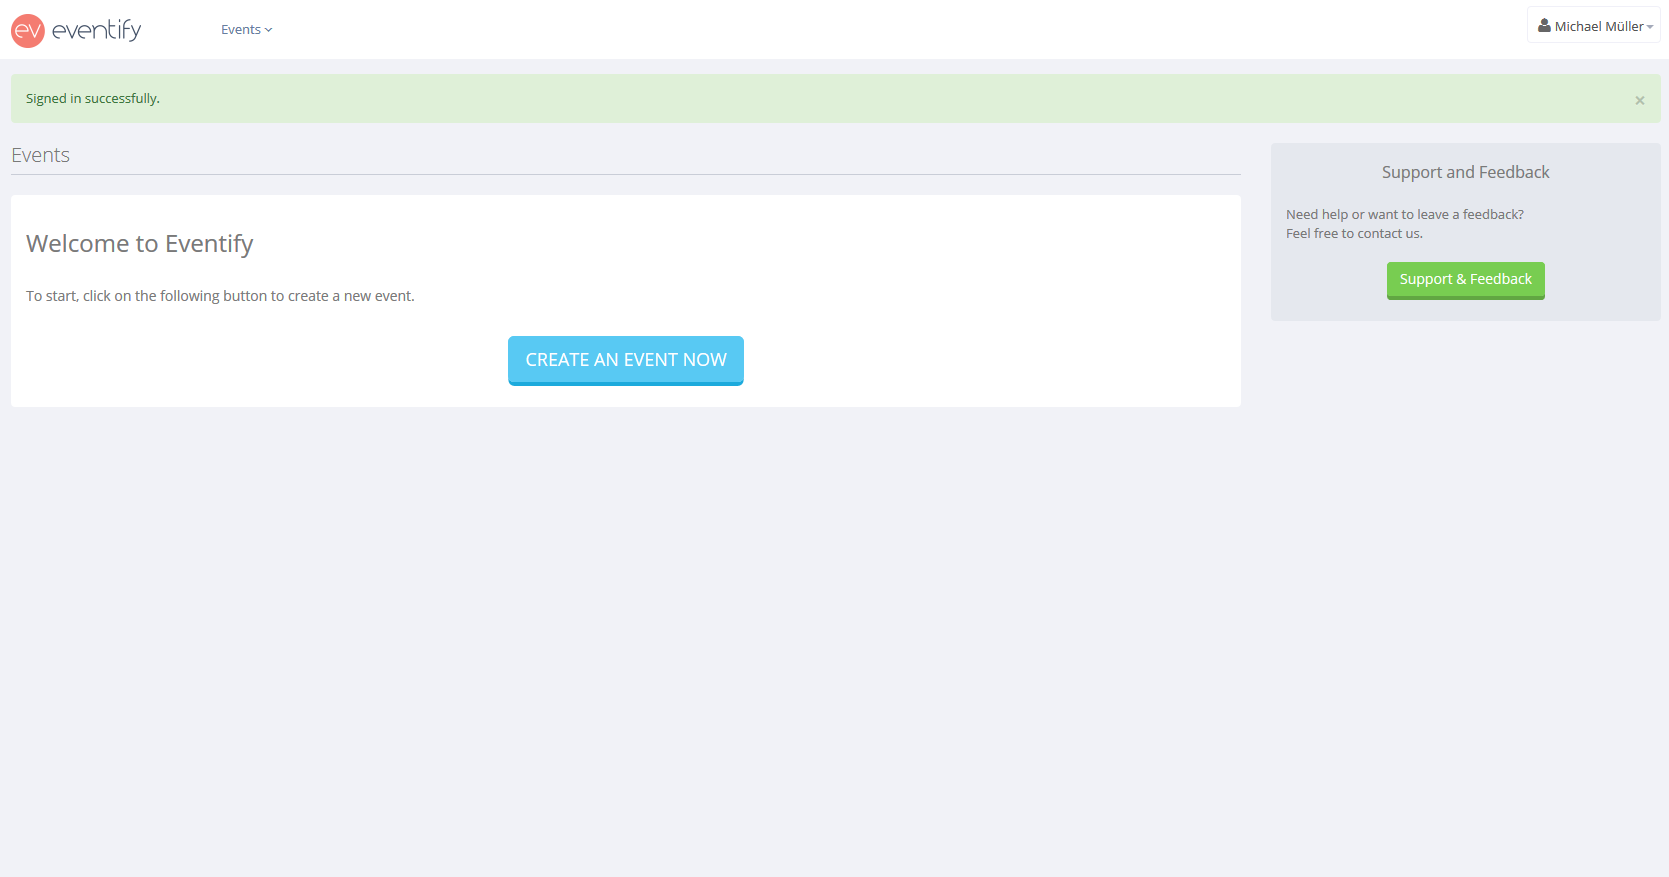 ev eventify
Events
Michael Müller
Signed in successfully.
×
Events
Welcome to Eventify
To start, click on the following button to create a new event.
CREATE AN EVENT NOW
Support and Feedback
Need help or want to leave a feedback?
Feel free to contact us.
Support & Feedback